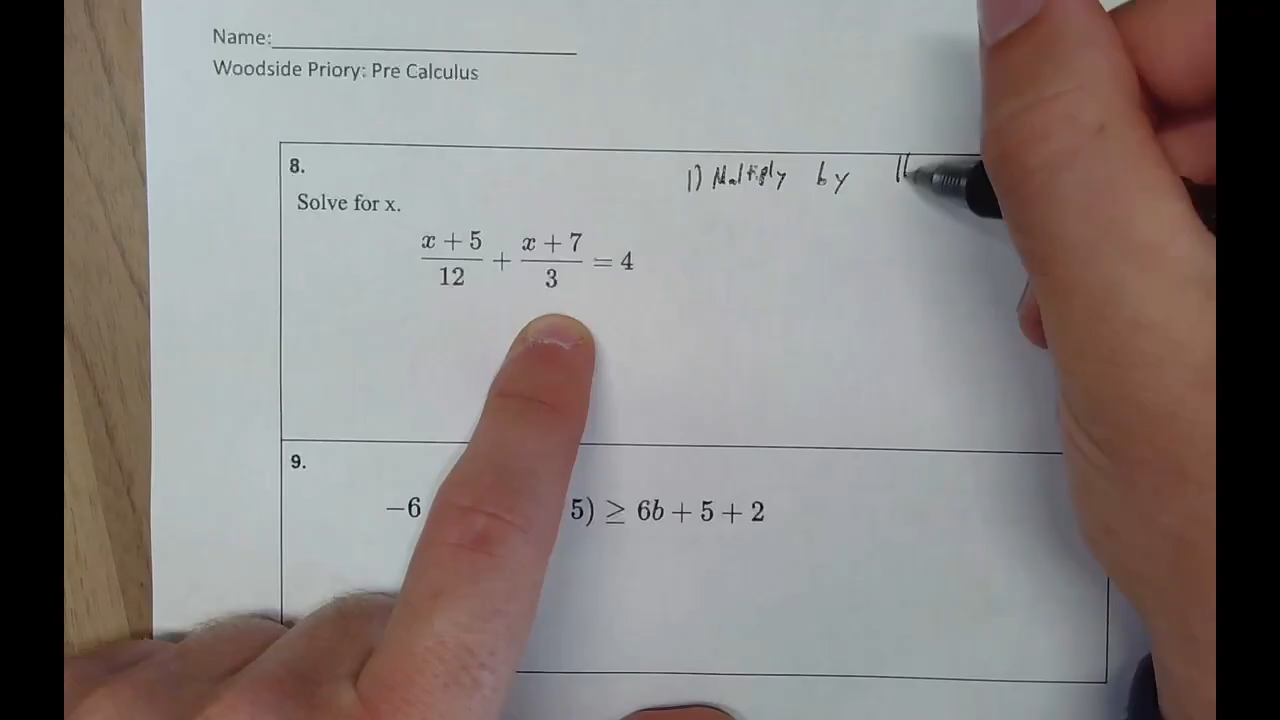 Name:
Woodside Priory: Pre Calculus
8.
1) Multiply by
Solve for x.
x + 5 / 12 + x + 7 / 3 = 4
9.
−6 5) ≥ 6b + 5 + 2